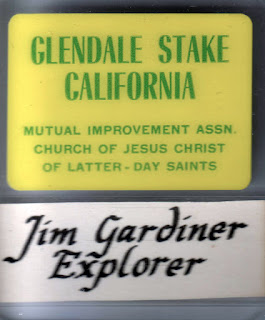 GLENDALE STAKE
CALIFORNIA
MUTUAL IMPROVEMENT ASSN.
CHURCH OF JESUS CHRIST
OF LATTER-DAY SAINTS
Jim Gardiner
Explorer